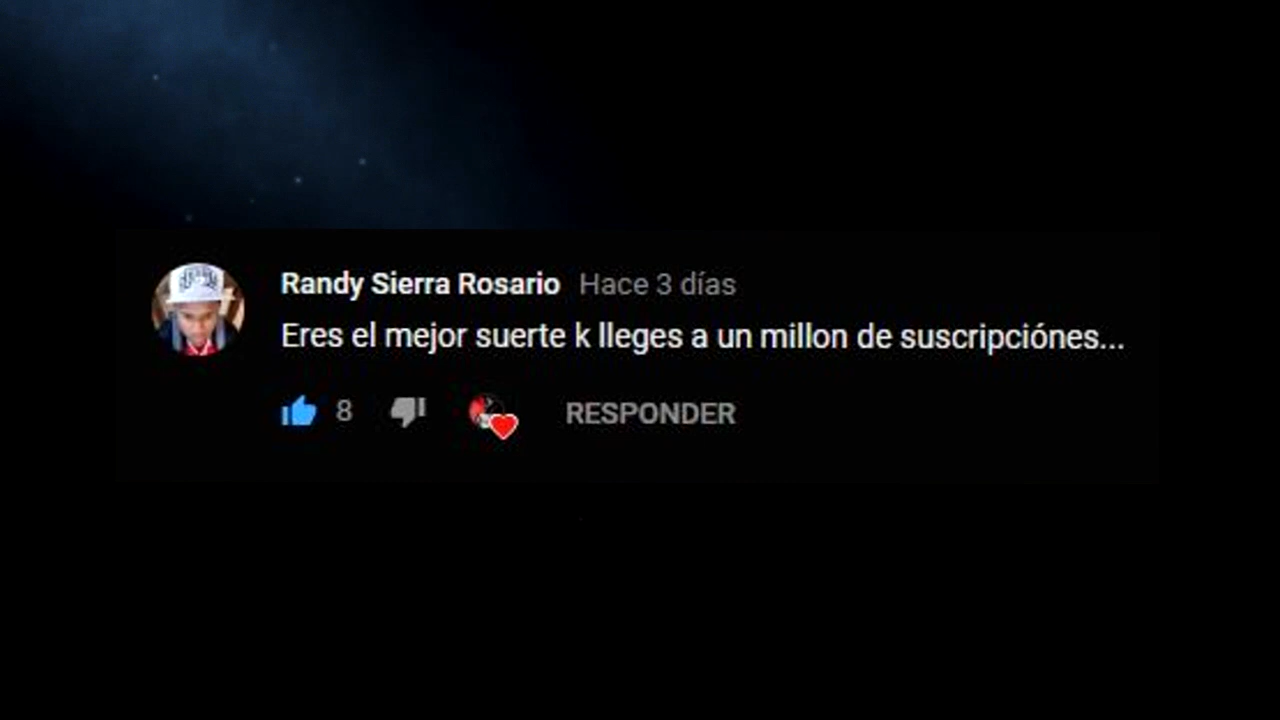 Randy Sierra Rosario Hace 3 días
Eres el mejor suerte k lleges a un millon de suscripciónes...
8 RESPONDER